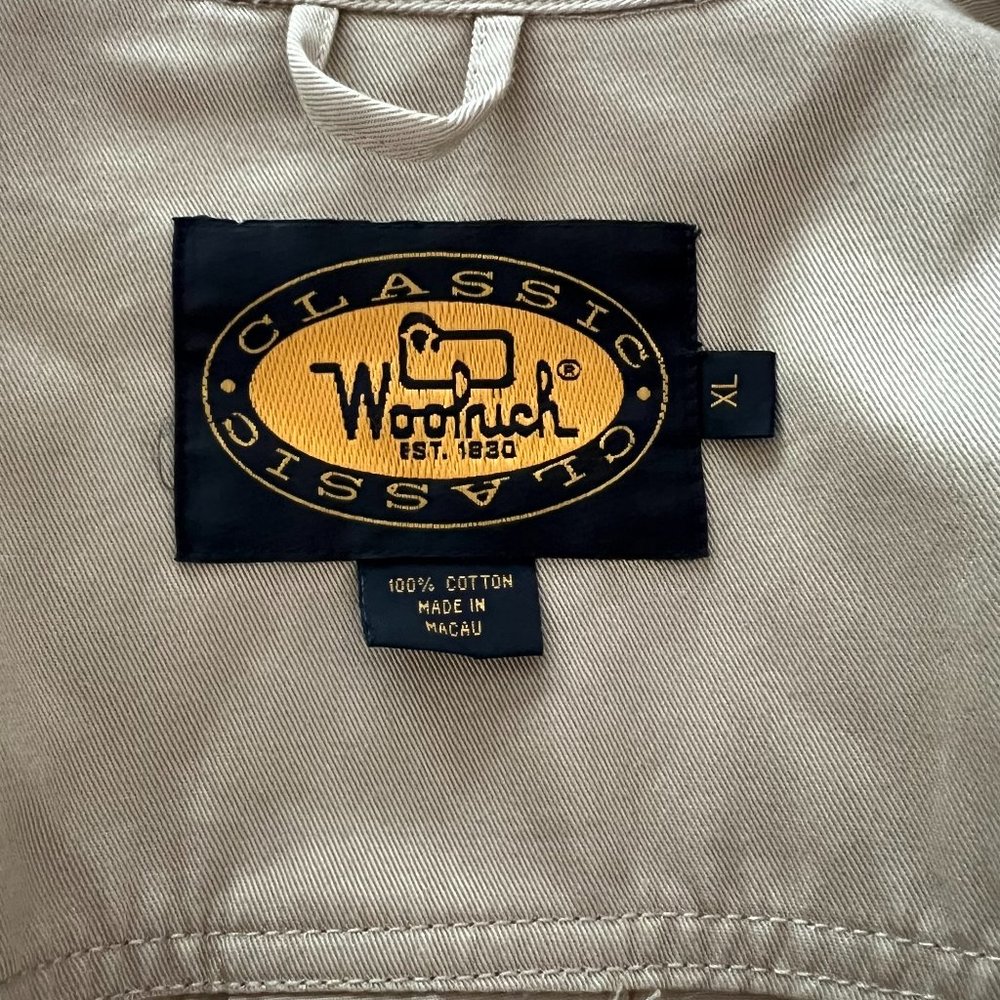 CLASSIC
Woolrich®
EST. 1830
CLASSIC
XL
100% COTTON
MADE IN
MACAU